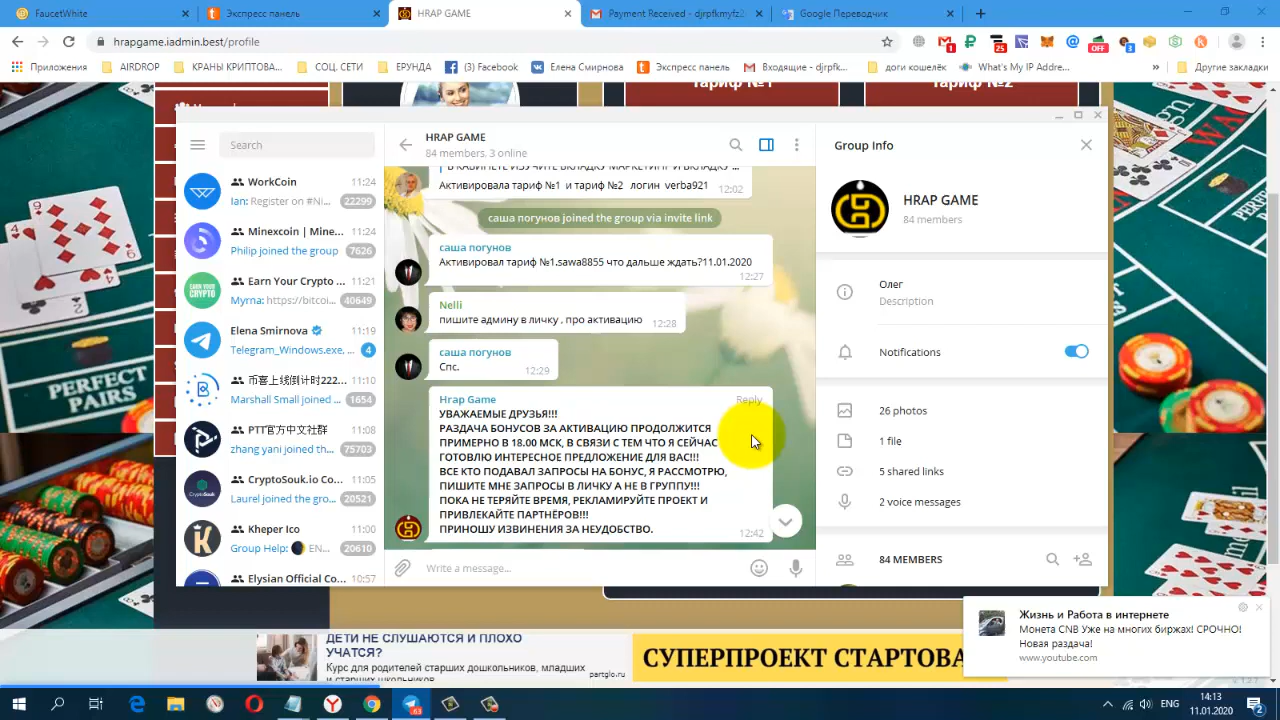 FaucetWhite
Экспресс панель
HRAP GAME
Payment Received - djrpfkmyfz2
Google Переводчик
hrapgame.iadmin.best/profile
Приложения
AIRDROP
КРАНЫ КРИПТОВА...
СОЦ. СЕТИ
ЕРУНДА
(3) Facebook
Елена Смирнова
Экспресс панель
Входящие - djrpf...
доги кошелёк
What's My IP Addre...
Другие закладки
Тариф №1
Тариф №2
Search
HRAP GAME
84 members, 3 online
Group Info
WorkCoin
11:24
Ian: Register on #Ni...
22299
Minexcoin | Mine...
11:24
Philip joined the group
7626
Earn Your Crypto ...
11:21
Myrna: https://bitcoi...
40649
Elena Smirnova
11:19
Telegram_Windows.exe, ...
4
币吞上线倒计时222...
11:10
Marshall Small joined ...
1654
PTT官方中文社群
11:08
zhang yani joined th...
75703
CryptoSouk.io Co...
11:05
Laurel joined the gro...
20521
Kheper Ico
11:00
Group Help: EN...
20610
Elysian Official Co...
10:57
Активировала тариф №1 и тариф №2 логин verba921
12:02
саша погунов joined the group via invite link
саша погунов
Активировал тариф №1.sawa8855 что дальше ждать?11.01.2020
12:27
Nelli
пишите админу в личку , про активацию
12:28
саша погунов
Спс.
12:29
Hrap Game
Reply
УВАЖАЕМЫЕ ДРУЗЬЯ!!!
РАЗДАЧА БОНУСОВ ЗА АКТИВАЦИЮ ПРОДОЛЖИТСЯ
ПРИМЕРНО В 18.00 МСК, В СВЯЗИ С ТЕМ ЧТО Я СЕЙЧАС
ГОТОВЛЮ ИНТЕРЕСНОЕ ПРЕДЛОЖЕНИЕ ДЛЯ ВАС!!!
ВСЕ КТО ПОДАВАЛ ЗАПРОСЫ НА БОНУС, Я РАССМОТРЮ,
ПИШИТЕ МНЕ ЗАПРОСЫ В ЛИЧКУ А НЕ В ГРУППУ!!!
ПОКА НЕ ТЕРЯЙТЕ ВРЕМЯ, РЕКЛАМИРУЙТЕ ПРОЕКТ И
ПРИВЛЕКАЙТЕ ПАРТНЁРОВ!!!
ПРИНОШУ ИЗВИНЕНИЯ ЗА НЕУДОБСТВО.
12:42
Write a message...
HRAP GAME
84 members
Олег
Description
Notifications
26 photos
1 file
5 shared links
2 voice messages
84 MEMBERS
PERFECT
PAIRS
ДЕТИ НЕ СЛУШАЮТСЯ И ПЛОХО
УЧАТСЯ?
Курс для родителей старших дошкольников, младших
и старших школьников
partglo.ru
СУПЕРПРОЕКТ СТАРТОВА
Жизнь и Работа в интернете
Монета CNB Уже на многих биржах! СРОЧНО!
Новая раздача!
www.youtube.com
ENG
14:13
11.01.2020